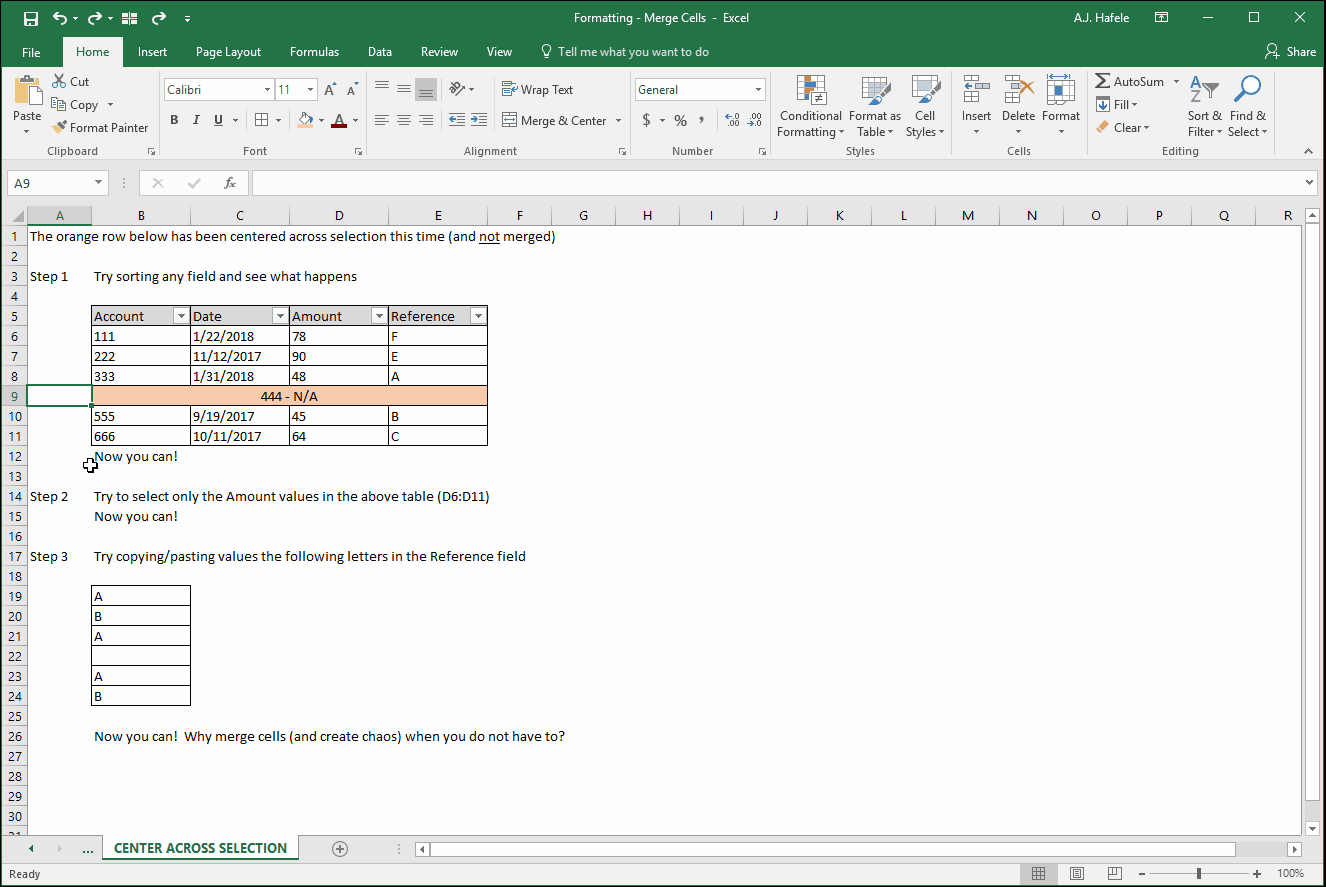 Formatting - Merge Cells - Excel
A.J. Hafele
File Home Insert Page Layout Formulas Data Review View Tell me what you want to do Share
Paste
Cut
Copy
Format Painter
Clipboard
Calibri 11
B I U A
Font
Wrap Text
Merge & Center
Alignment
General
$ % ,
Number
Conditional Formatting
Format as Table
Cell Styles
Styles
Insert
Delete
Format
Cells
AutoSum
Fill
Clear
Sort & Filter
Find & Select
Editing
A9 fx
A B C D E F G H I J K L M N O P Q R
1 The orange row below has been centered across selection this time (and not merged)
2
3 Step 1 Try sorting any field and see what happens
4
5 Account Date Amount Reference
6 111 1/22/2018 78 F
7 222 11/12/2017 90 E
8 333 1/31/2018 48 A
9 444 - N/A
10 555 9/19/2017 45 B
11 666 10/11/2017 64 C
12 Now you can!
13
14 Step 2 Try to select only the Amount values in the above table (D6:D11)
15 Now you can!
16
17 Step 3 Try copying/pasting values the following letters in the Reference field
18
19 A
20 B
21 A
22
23 A
24 B
25
26 Now you can!  Why merge cells (and create chaos) when you do not have to?
27
28
29
30
31
... CENTER ACROSS SELECTION
Ready 100%